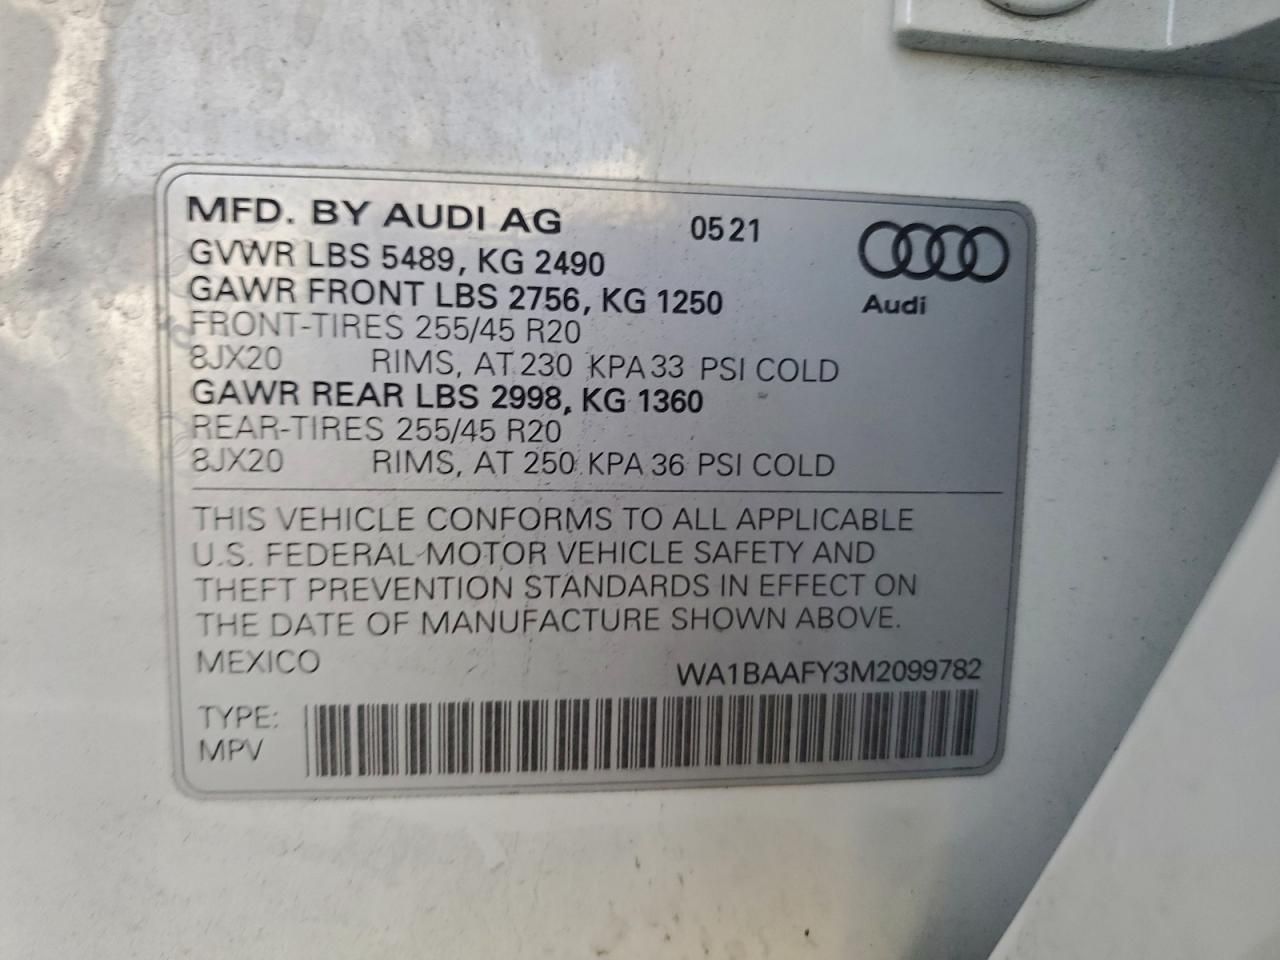 MFD. BY AUDI AG 0521
GVWR LBS 5489, KG 2490
GAWR FRONT LBS 2756, KG 1250
Audi
FRONT-TIRES 255/45 R20
8JX20 RIMS, AT 230 KPA 33 PSI COLD
GAWR REAR LBS 2998, KG 1360
REAR-TIRES 255/45 R20
8JX20 RIMS, AT 250 KPA 36 PSI COLD
THIS VEHICLE CONFORMS TO ALL APPLICABLE
U.S. FEDERAL MOTOR VEHICLE SAFETY AND
THEFT PREVENTION STANDARDS IN EFFECT ON
THE DATE OF MANUFACTURE SHOWN ABOVE.
MEXICO WA1BAAFY3M2099782
TYPE:
MPV